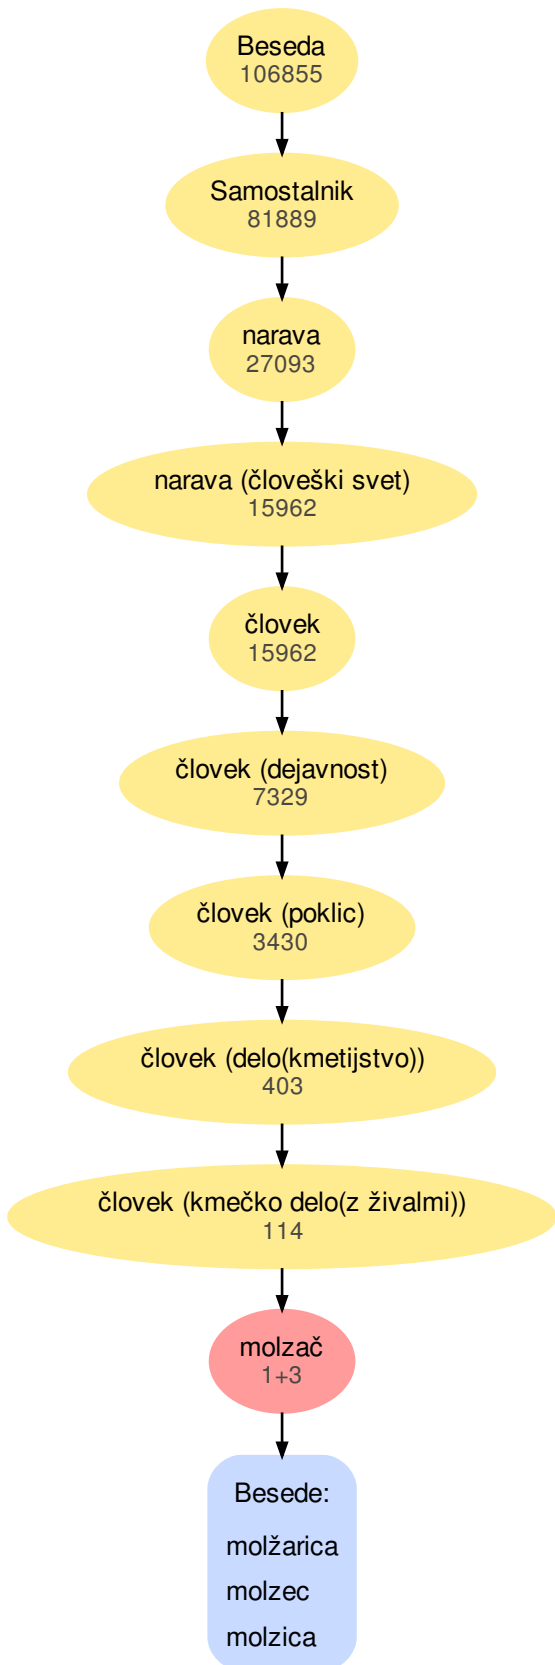 Beseda
106855
Samostalnik
81889
narava
27093
narava (človeški svet)
15962
človek
15962
človek (dejavnost)
7329
človek (poklic)
3430
človek (delo(kmetijstvo))
403
človek (kmečko delo(z živalmi))
114
molzač
1+3
Besede:
molžarica
molzec
molzica